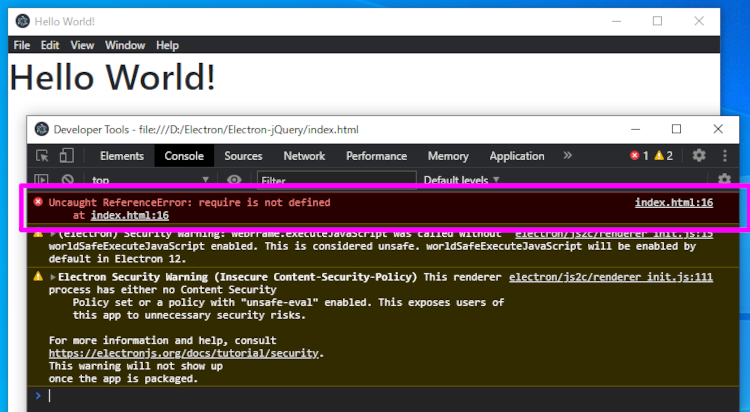 Hello World!
File Edit View Window Help
Hello World!
Developer Tools - file:///D:/Electron/Electron-jQuery/index.html
Elements Console Sources Network Performance Memory Application » 1 2
top Filter Default levels
Uncaught ReferenceError: require is not defined index.html:16
at index.html:16
(electron) Security Warning: webFrame.executeJavaScript was called without electron/js2c/renderer_init.js:15
worldSafeExecuteJavaScript enabled. This is considered unsafe. worldSafeExecuteJavaScript will be enabled by
default in Electron 12.
Electron Security Warning (Insecure Content-Security-Policy) This renderer electron/js2c/renderer_init.js:111
process has either no Content Security
Policy set or a policy with "unsafe-eval" enabled. This exposes users of
this app to unnecessary security risks.
For more information and help, consult
https://electronjs.org/docs/tutorial/security.
This warning will not show up
once the app is packaged.